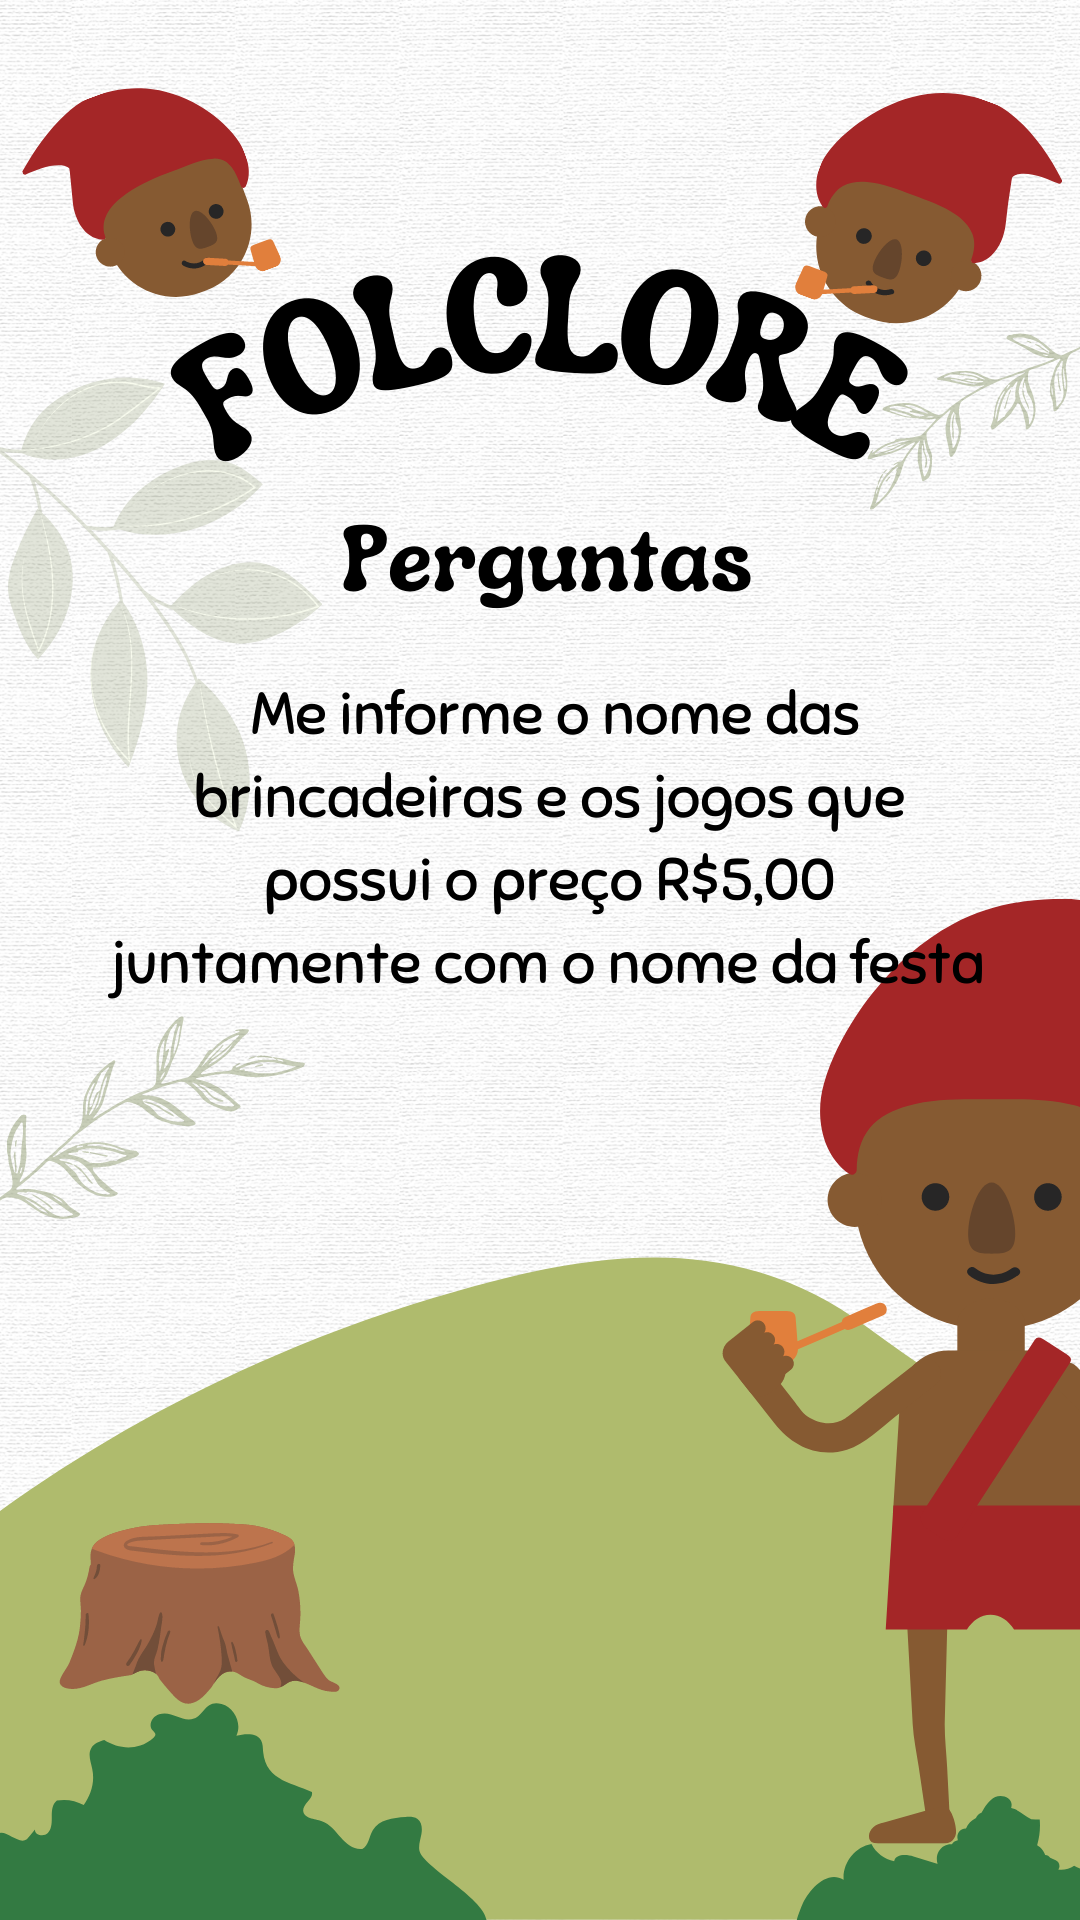 FOLCLORE
Perguntas
Me informe o nome das
brincadeiras e os jogos que
possui o preço R$5,00
juntamente com o nome da festa